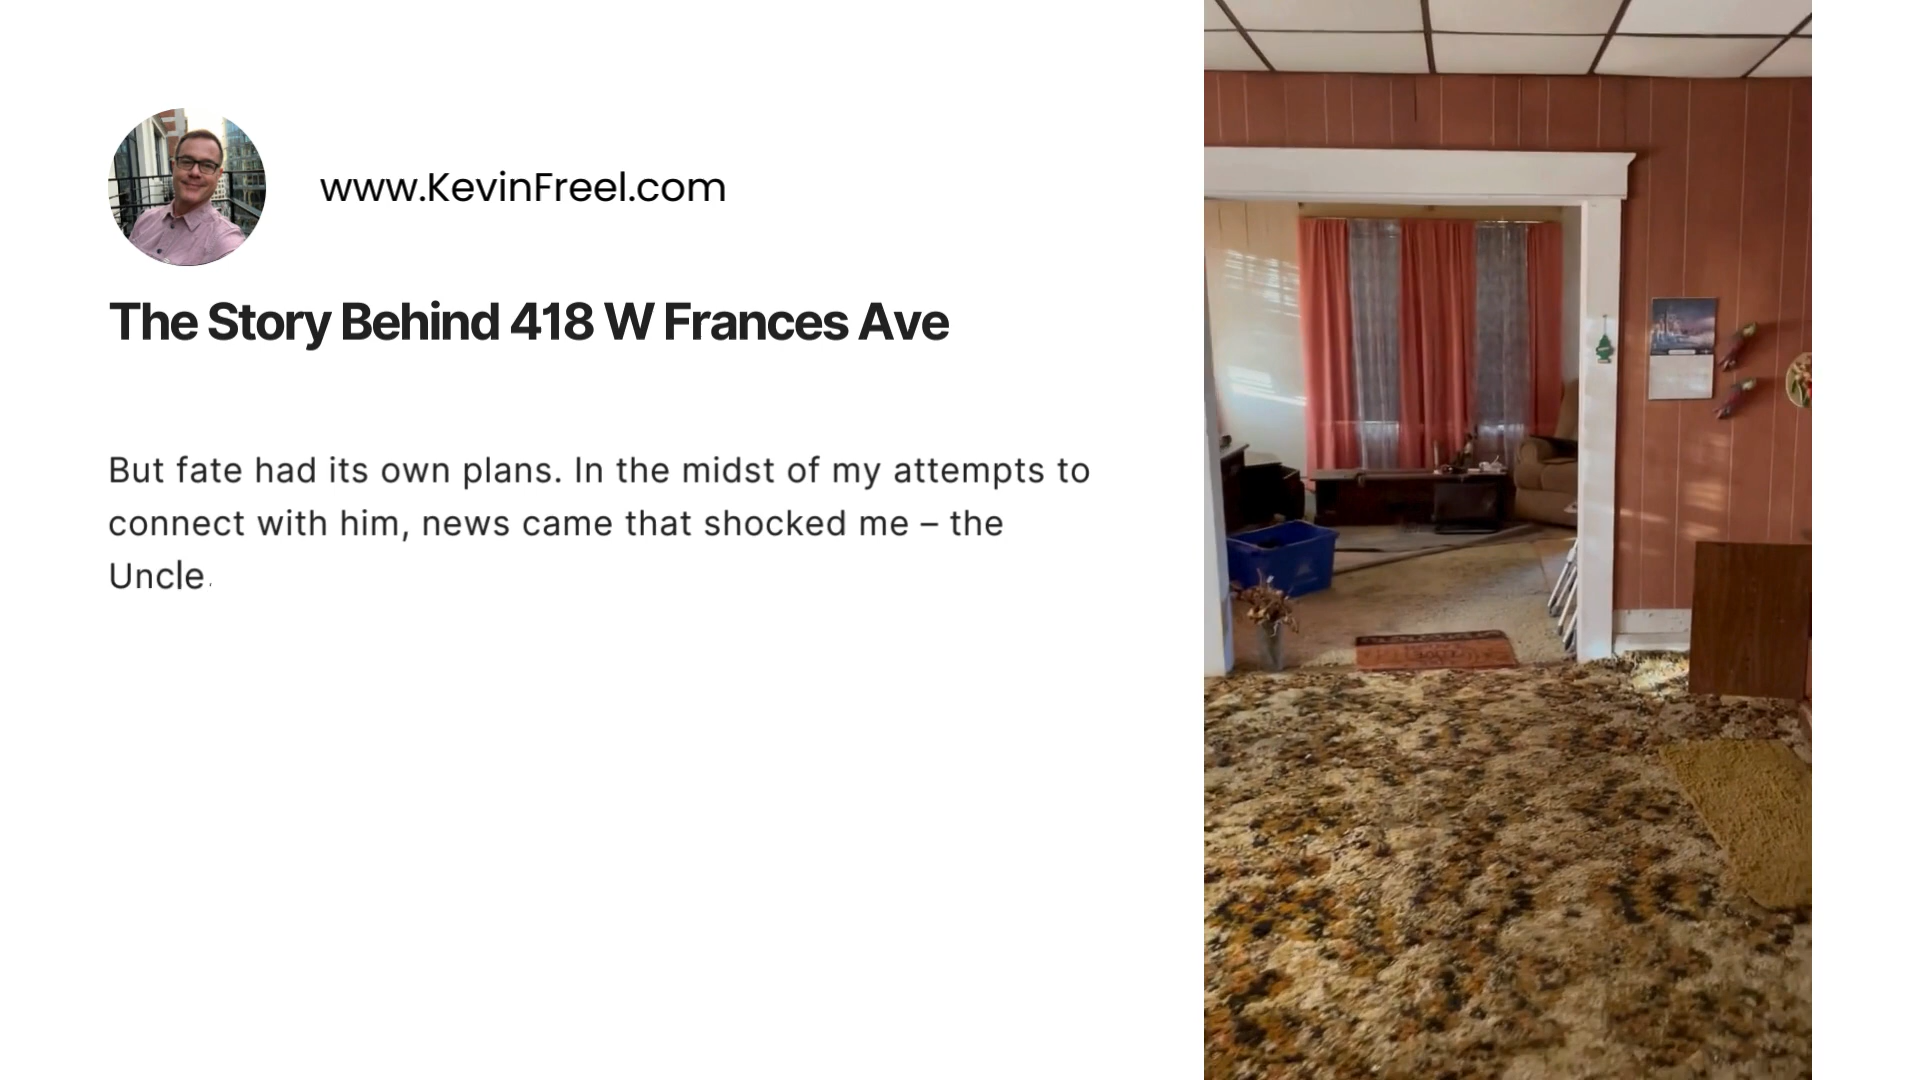 www.KevinFreel.com
The Story Behind 418 W Frances Ave
But fate had its own plans. In the midst of my attempts to
connect with him, news came that shocked me – the
Uncle.